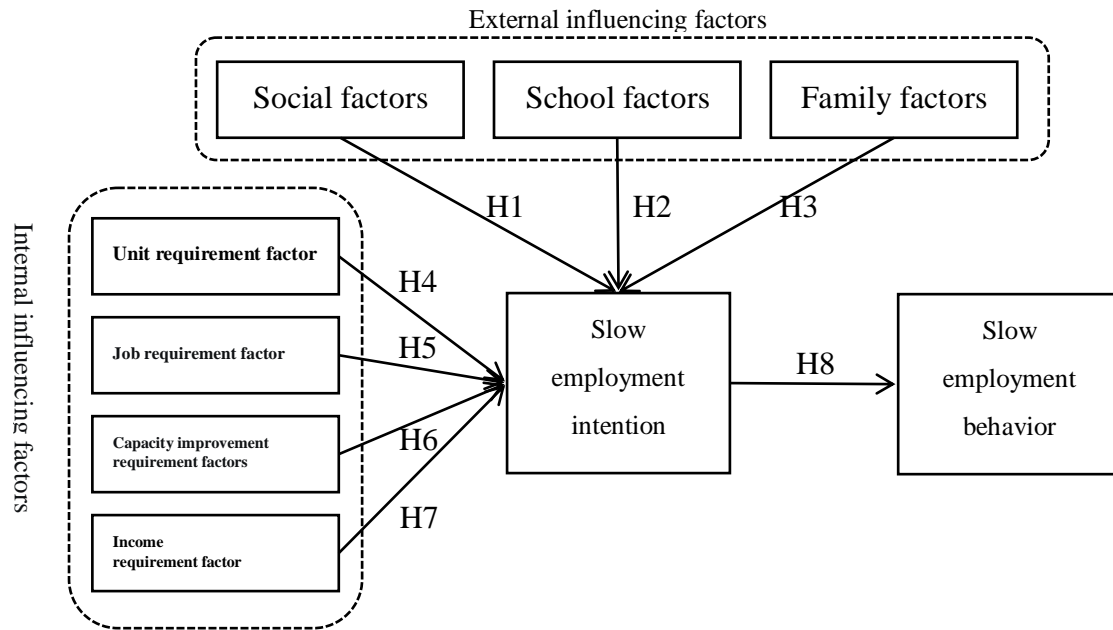 External influencing factors
Social factors
School factors
Family factors
H1
H2
H3
Internal influencing factors
Unit requirement factor
Job requirement factor
Capacity improvement
requirement factors
Income
requirement factor
H4
H5
H6
H7
Slow
employment
intention
H8
Slow
employment
behavior